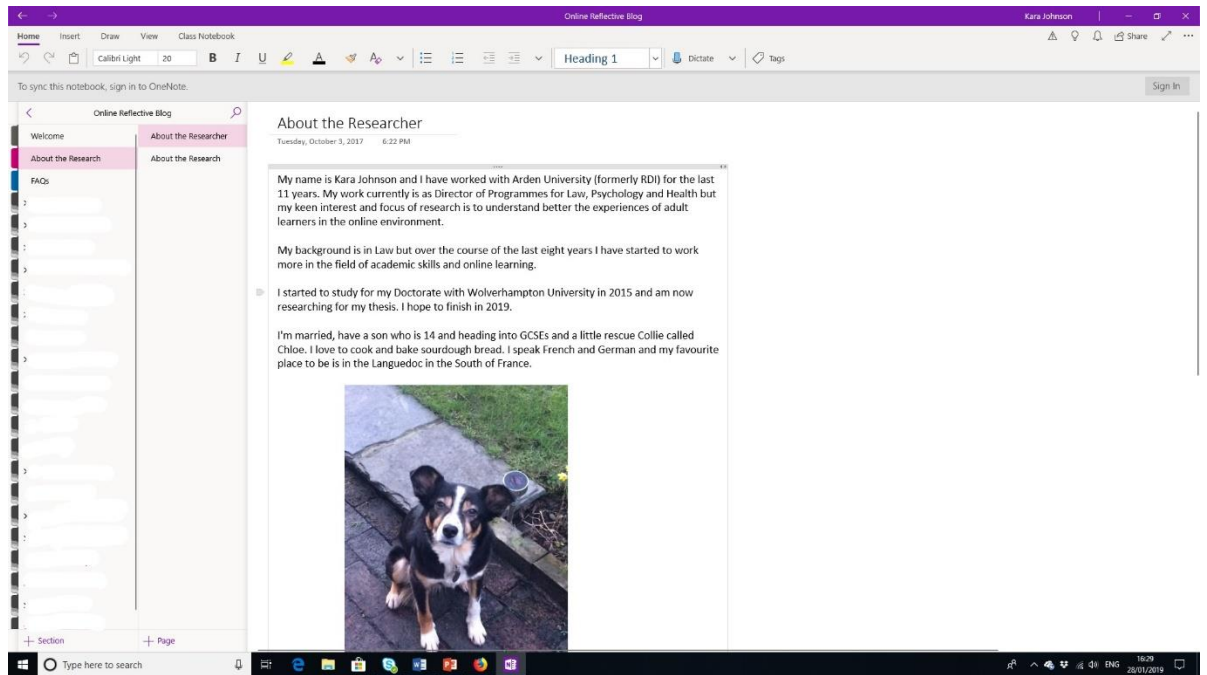 Online Reflective Blog
Kara Johnson
Home Insert Draw View Class Notebook
Share
Calibri Light 20 B I U A Heading 1 Dictate Tags
To sync this notebook, sign in to OneNote.
Sign In
Online Reflective Blog
Welcome
About the Research
FAQs
About the Researcher
About the Research
About the Researcher
Tuesday, October 3, 2017 6:22 PM
My name is Kara Johnson and I have worked with Arden University (formerly RDI) for the last
11 years. My work currently is as Director of Programmes for Law, Psychology and Health but
my keen interest and focus of research is to understand better the experiences of adult
learners in the online environment.
My background is in Law but over the course of the last eight years I have started to work
more in the field of academic skills and online learning.
I started to study for my Doctorate with Wolverhampton University in 2015 and am now
researching for my thesis. I hope to finish in 2019.
I'm married, have a son who is 14 and heading into GCSEs and a little rescue Collie called
Chloe. I love to cook and bake sourdough bread. I speak French and German and my favourite
place to be is in the Languedoc in the South of France.
+ Section
+ Page
Type here to search
ENG
16:29
28/01/2019